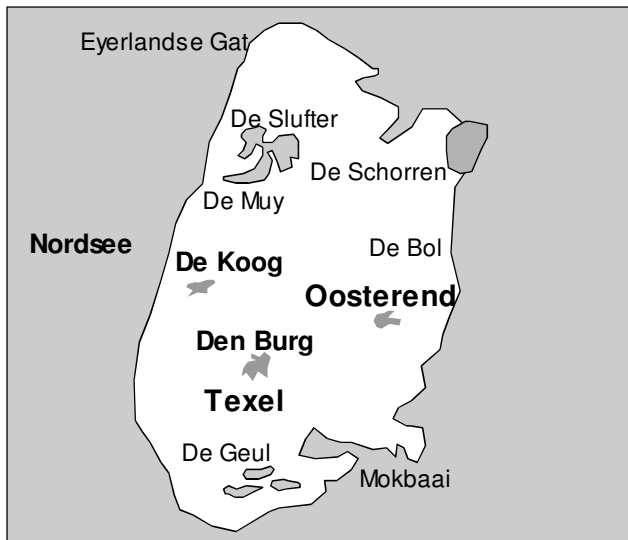 Eyerlandse Gat
De Slufter
De Schorren
De Muy
Nordsee
De Bol
De Koog
Oosterend
Den Burg
Texel
De Geul
Mokbaai